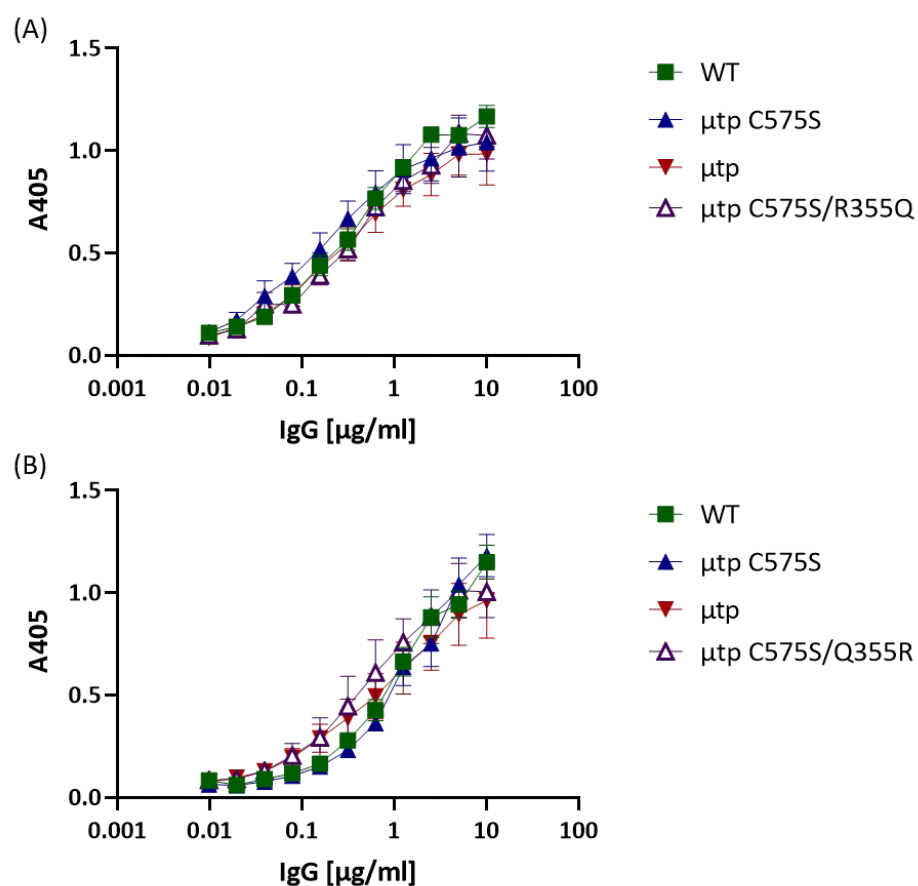 (A)
1.5
1.0
0.5
0.0
A405
0.001 0.01 0.1 1 10 100
IgG [µg/ml]
WT
µtp C575S
µtp
µtp C575S/R355Q
(B)
1.5
1.0
0.5
0.0
A405
0.001 0.01 0.1 1 10 100
IgG [µg/ml]
WT
µtp C575S
µtp
µtp C575S/Q355R